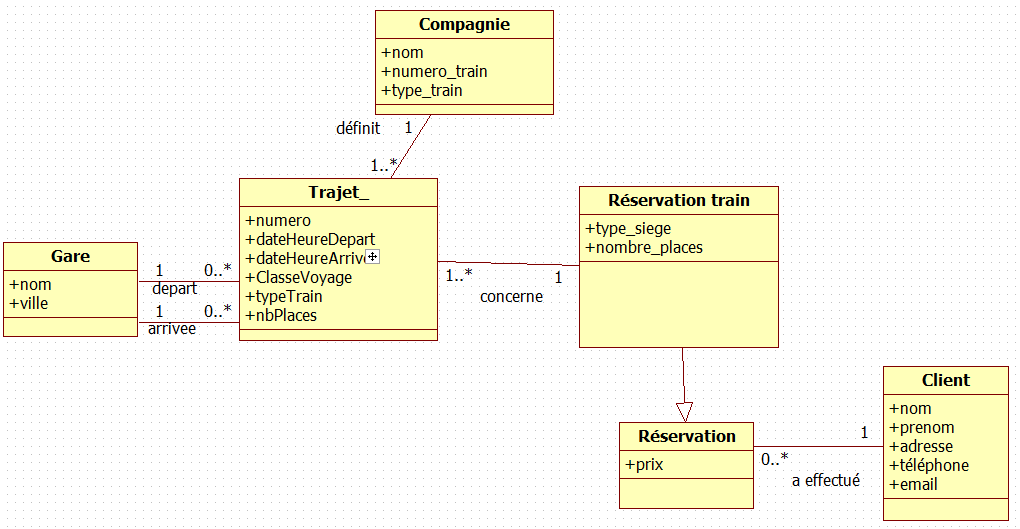 Compagnie
+nom
+numero_train
+type_train
définit
1
1..*
Trajet_
+numero
+dateHeureDepart
+dateHeureArriv
+ClasseVoyage
+typeTrain
+nbPlaces
Gare
+nom
+ville
1
0..*
depart
1
0..*
arrivee
1..*
1
concerne
Réservation train
+type_siege
+nombre_places
Réservation
+prix
0..*
1
a effectué
Client
+nom
+prenom
+adresse
+téléphone
+email